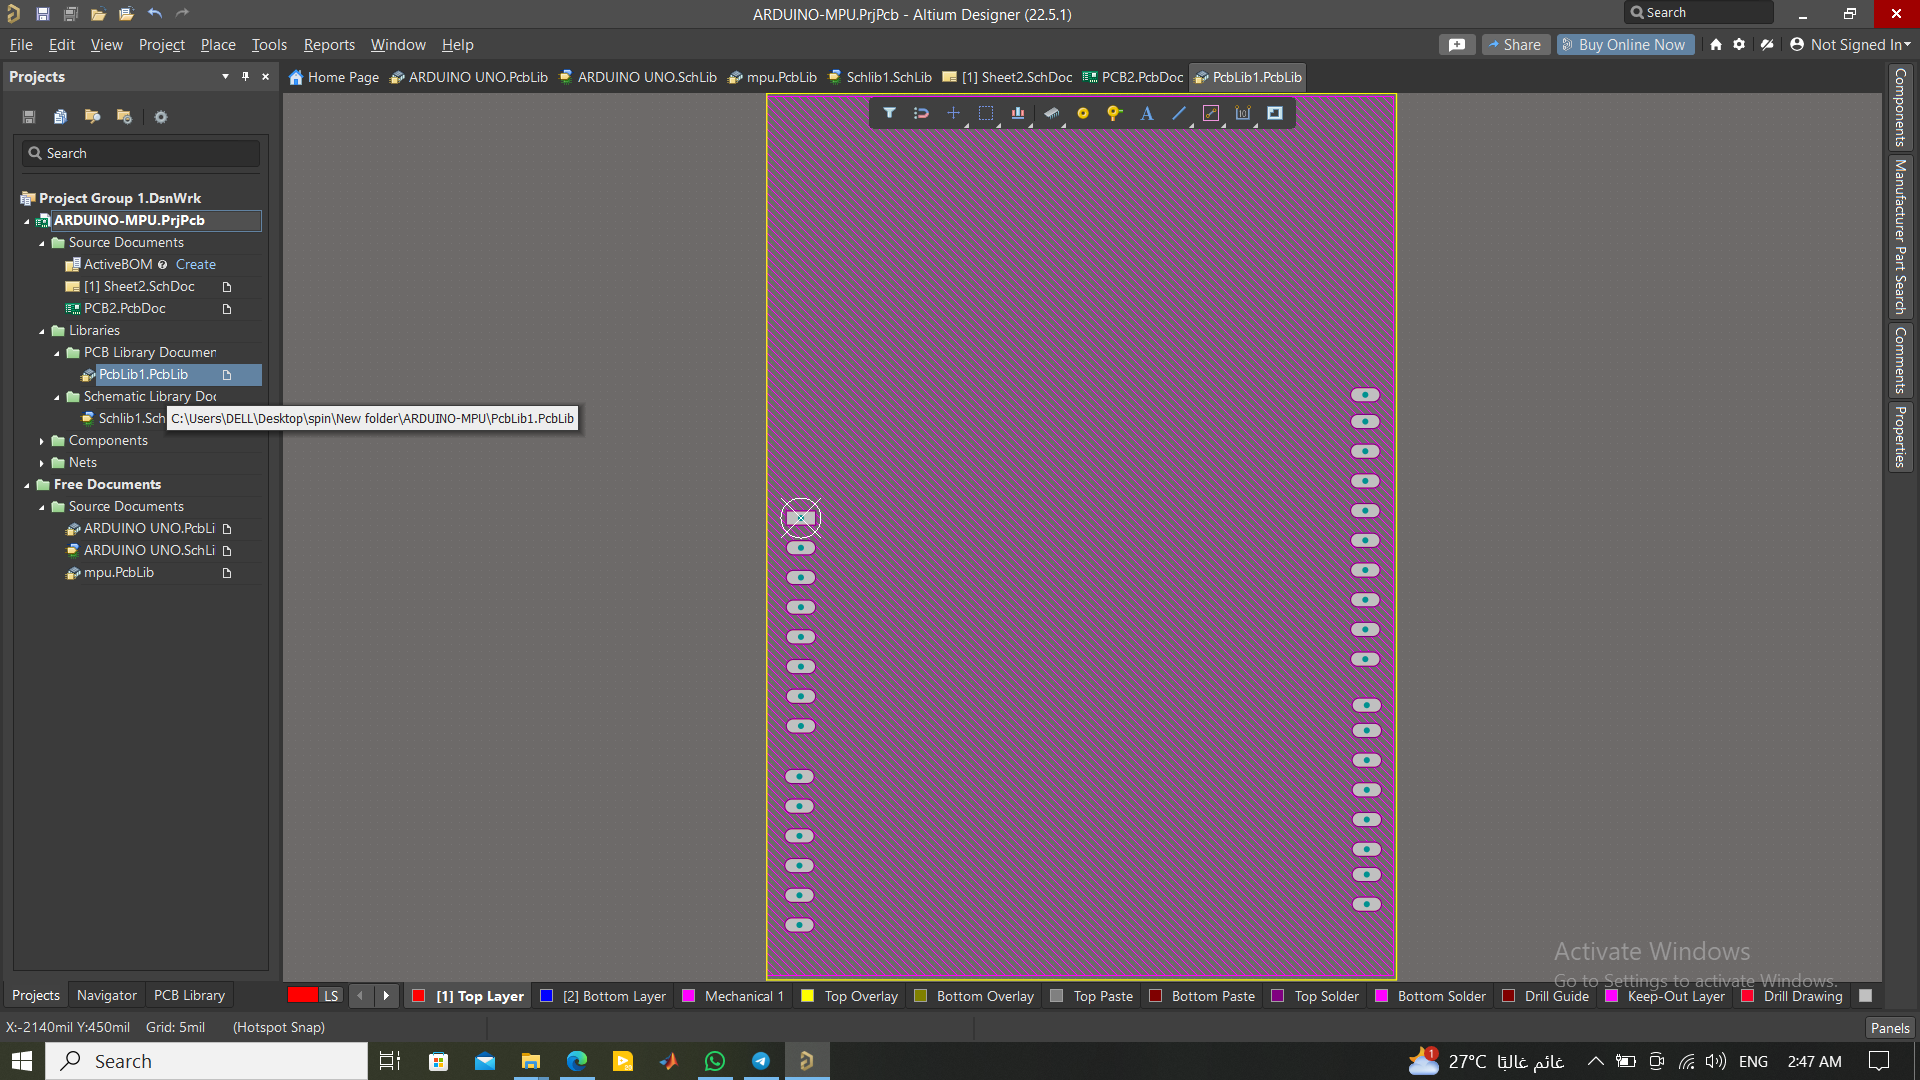 ARDUINO-MPU.PrjPcb - Altium Designer (22.5.1)
Search
File Edit View Project Place Tools Reports Window Help
Share
Buy Online Now
Not Signed In
Projects
Home Page
ARDUINO UNO.PcbLib
ARDUINO UNO.SchLib
mpu.PcbLib
Schlib1.SchLib
[1] Sheet2.SchDoc
PCB2.PcbDoc
PcbLib1.PcbLib
Search
Project Group 1.DsnWrk
ARDUINO-MPU.PrjPcb
Source Documents
ActiveBOM Create
[1] Sheet2.SchDoc
PCB2.PcbDoc
Libraries
PCB Library Documen
PcbLib1.PcbLib
Schematic Library Doc
Schlib1.Sch
C:\Users\DELL\Desktop\spin\New folder\ARDUINO-MPU\PcbLib1.PcbLib
Components
Nets
Free Documents
Source Documents
ARDUINO UNO.PcbLi
ARDUINO UNO.SchLi
mpu.PcbLib
Components
Manufacturer Part Search
Comments
Properties
Activate Windows
Go to Settings to activate Windows.
Projects
Navigator
PCB Library
LS
[1] Top Layer
[2] Bottom Layer
Mechanical 1
Top Overlay
Bottom Overlay
Top Paste
Bottom Paste
Top Solder
Bottom Solder
Drill Guide
Keep-Out Layer
Drill Drawing
X:-2140mil Y:450mil Grid: 5mil (Hotspot Snap)
Panels
Search
1
27°C غائم غالبًا
ENG
2:47 AM